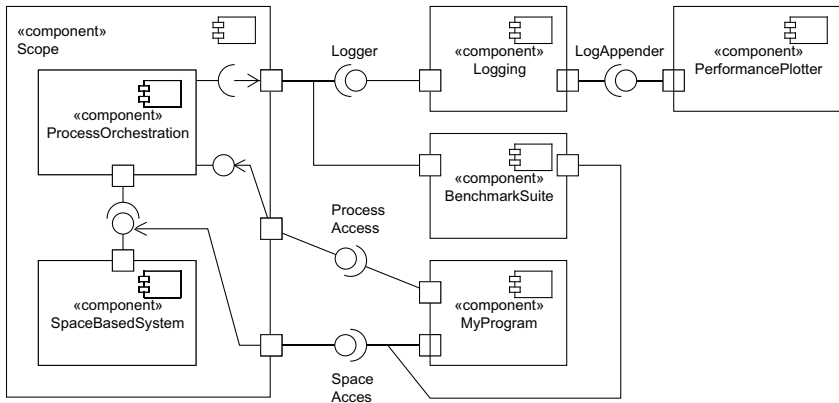 «component»
Scope
«component»
ProcessOrchestration
«component»
SpaceBasedSystem
Logger
«component»
Logging
LogAppender
«component»
PerformancePlotter
«component»
BenchmarkSuite
Process
Access
«component»
MyProgram
Space
Acces